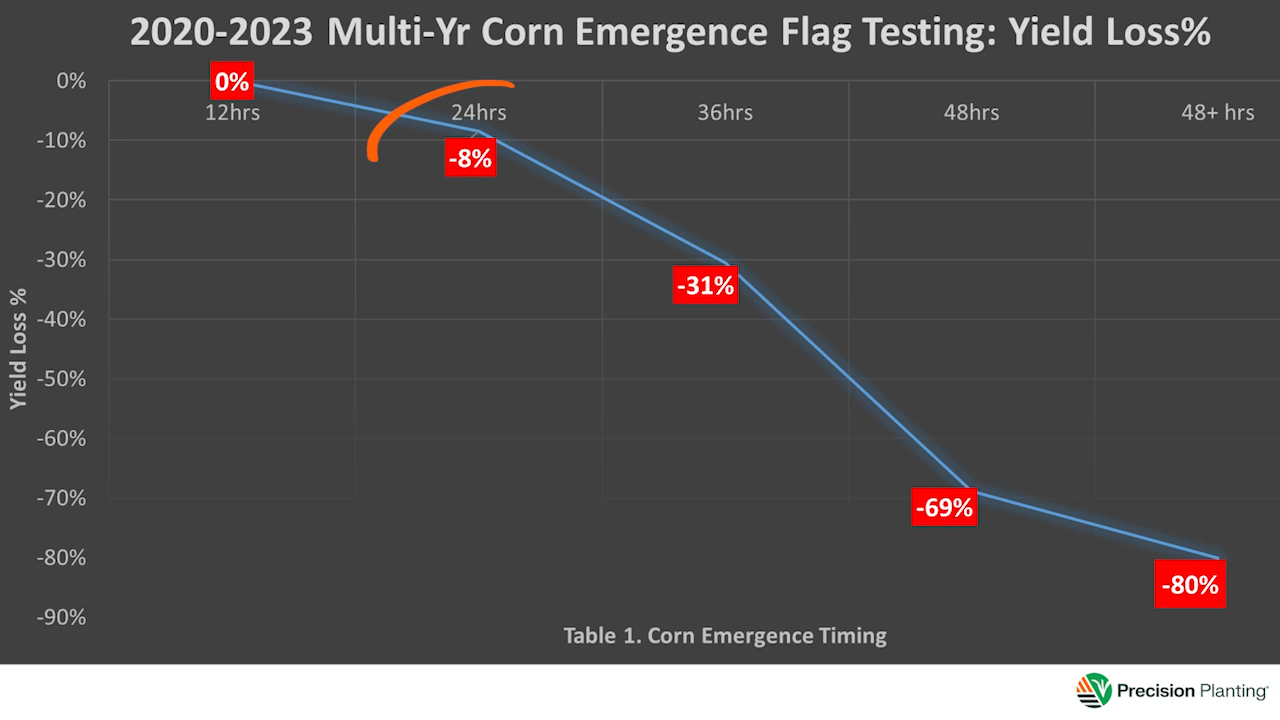 2020-2023 Multi-Yr Corn Emergence Flag Testing: Yield Loss%
0%
0%
12hrs
24hrs
36hrs
48hrs
48+ hrs
-10%
-8%
-20%
-30%
-31%
-40%
-50%
-60%
-70%
-69%
-80%
-80%
-90%
Yield Loss %
Table 1. Corn Emergence Timing
Precision Planting